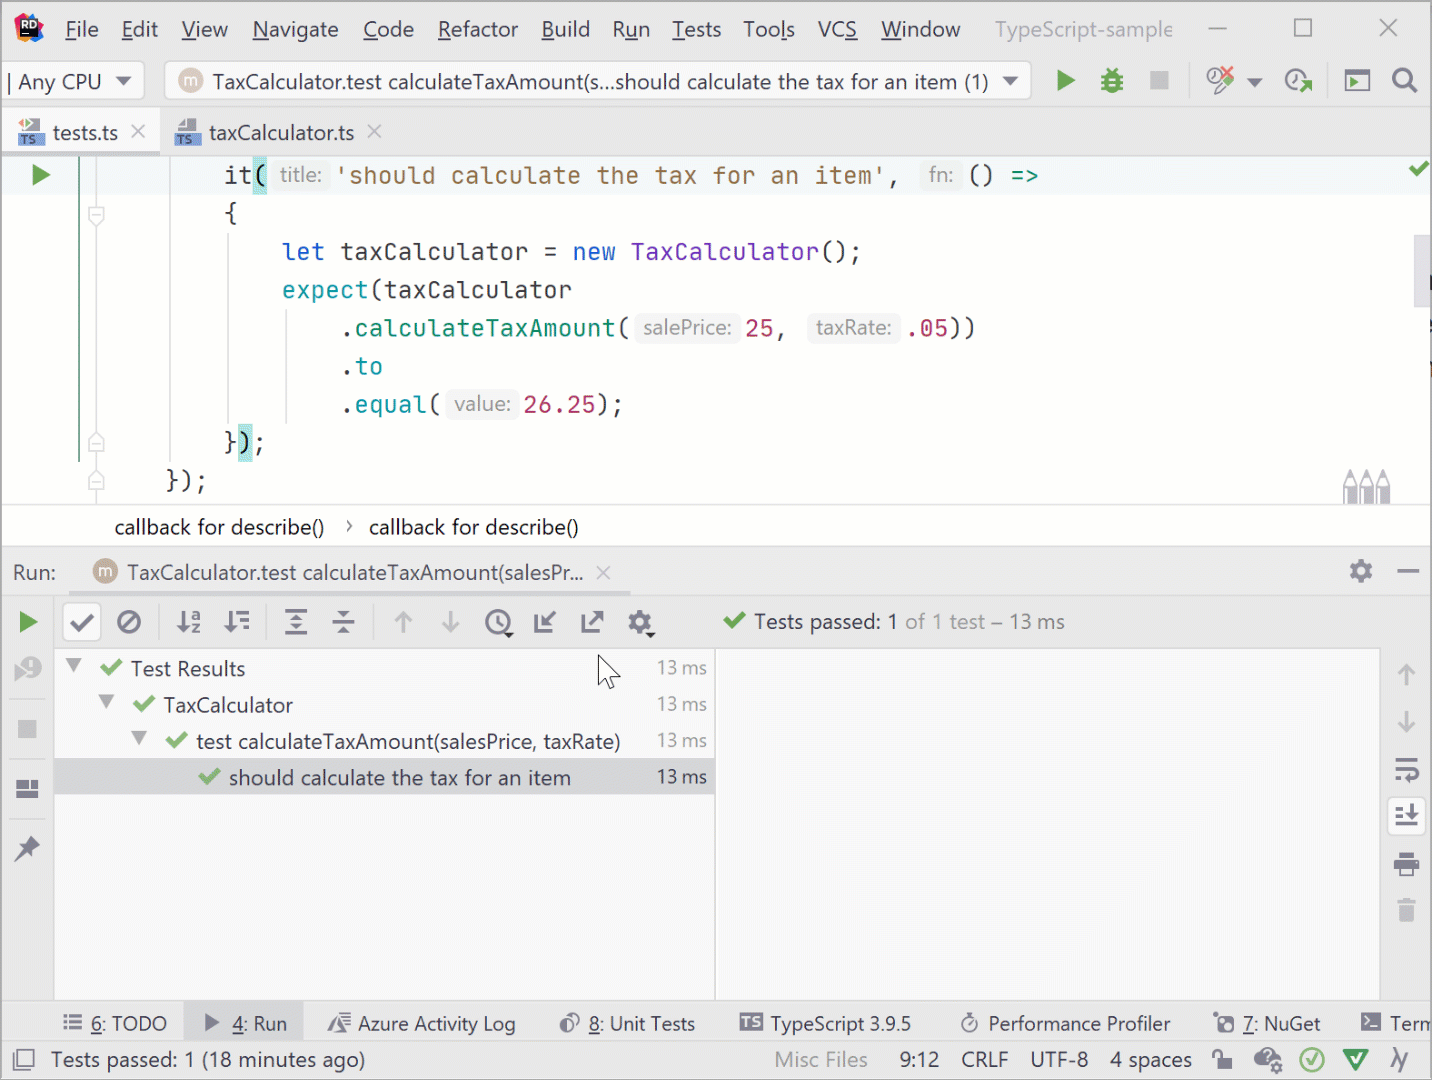 RD
File Edit View Navigate Code Refactor Build Run Tests Tools VCS Window TypeScript-sample
Any CPU m TaxCalculator.test calculateTaxAmount(s...should calculate the tax for an item (1)
TS tests.ts TS taxCalculator.ts
it( title: 'should calculate the tax for an item', fn: () =>
{
let taxCalculator = new TaxCalculator();
expect(taxCalculator
.calculateTaxAmount( salePrice: 25, taxRate: .05))
.to
.equal( value: 26.25);
});
});
callback for describe() › callback for describe()
Run: m TaxCalculator.test calculateTaxAmount(salesPr...
Tests passed: 1 of 1 test – 13 ms
Test Results 13 ms
TaxCalculator 13 ms
test calculateTaxAmount(salesPrice, taxRate) 13 ms
should calculate the tax for an item 13 ms
6: TODO 4: Run Azure Activity Log 8: Unit Tests TS TypeScript 3.9.5 Performance Profiler 7: NuGet Term
Tests passed: 1 (18 minutes ago) Misc Files 9:12 CRLF UTF-8 4 spaces